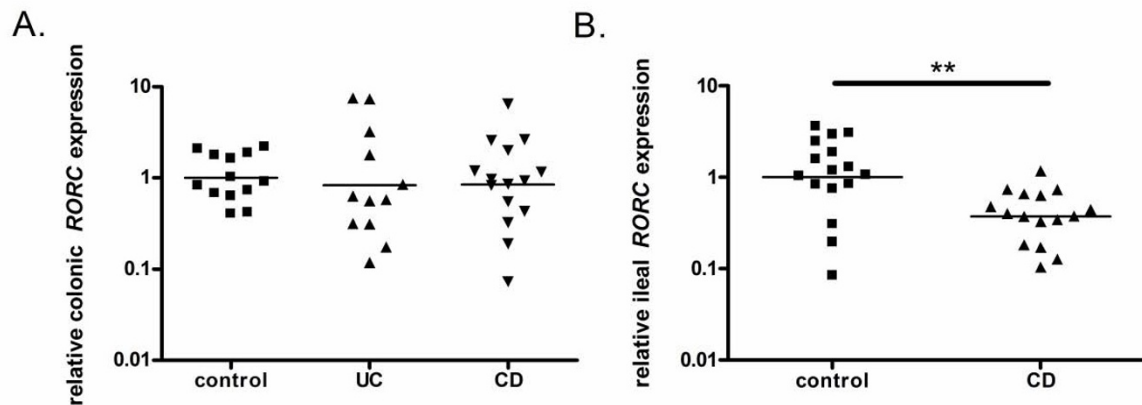 A.
relative colonic RORC expression
10
1
0.1
0.01
control UC CD
B.
relative ileal RORC expression
**
10
1
0.1
0.01
control CD